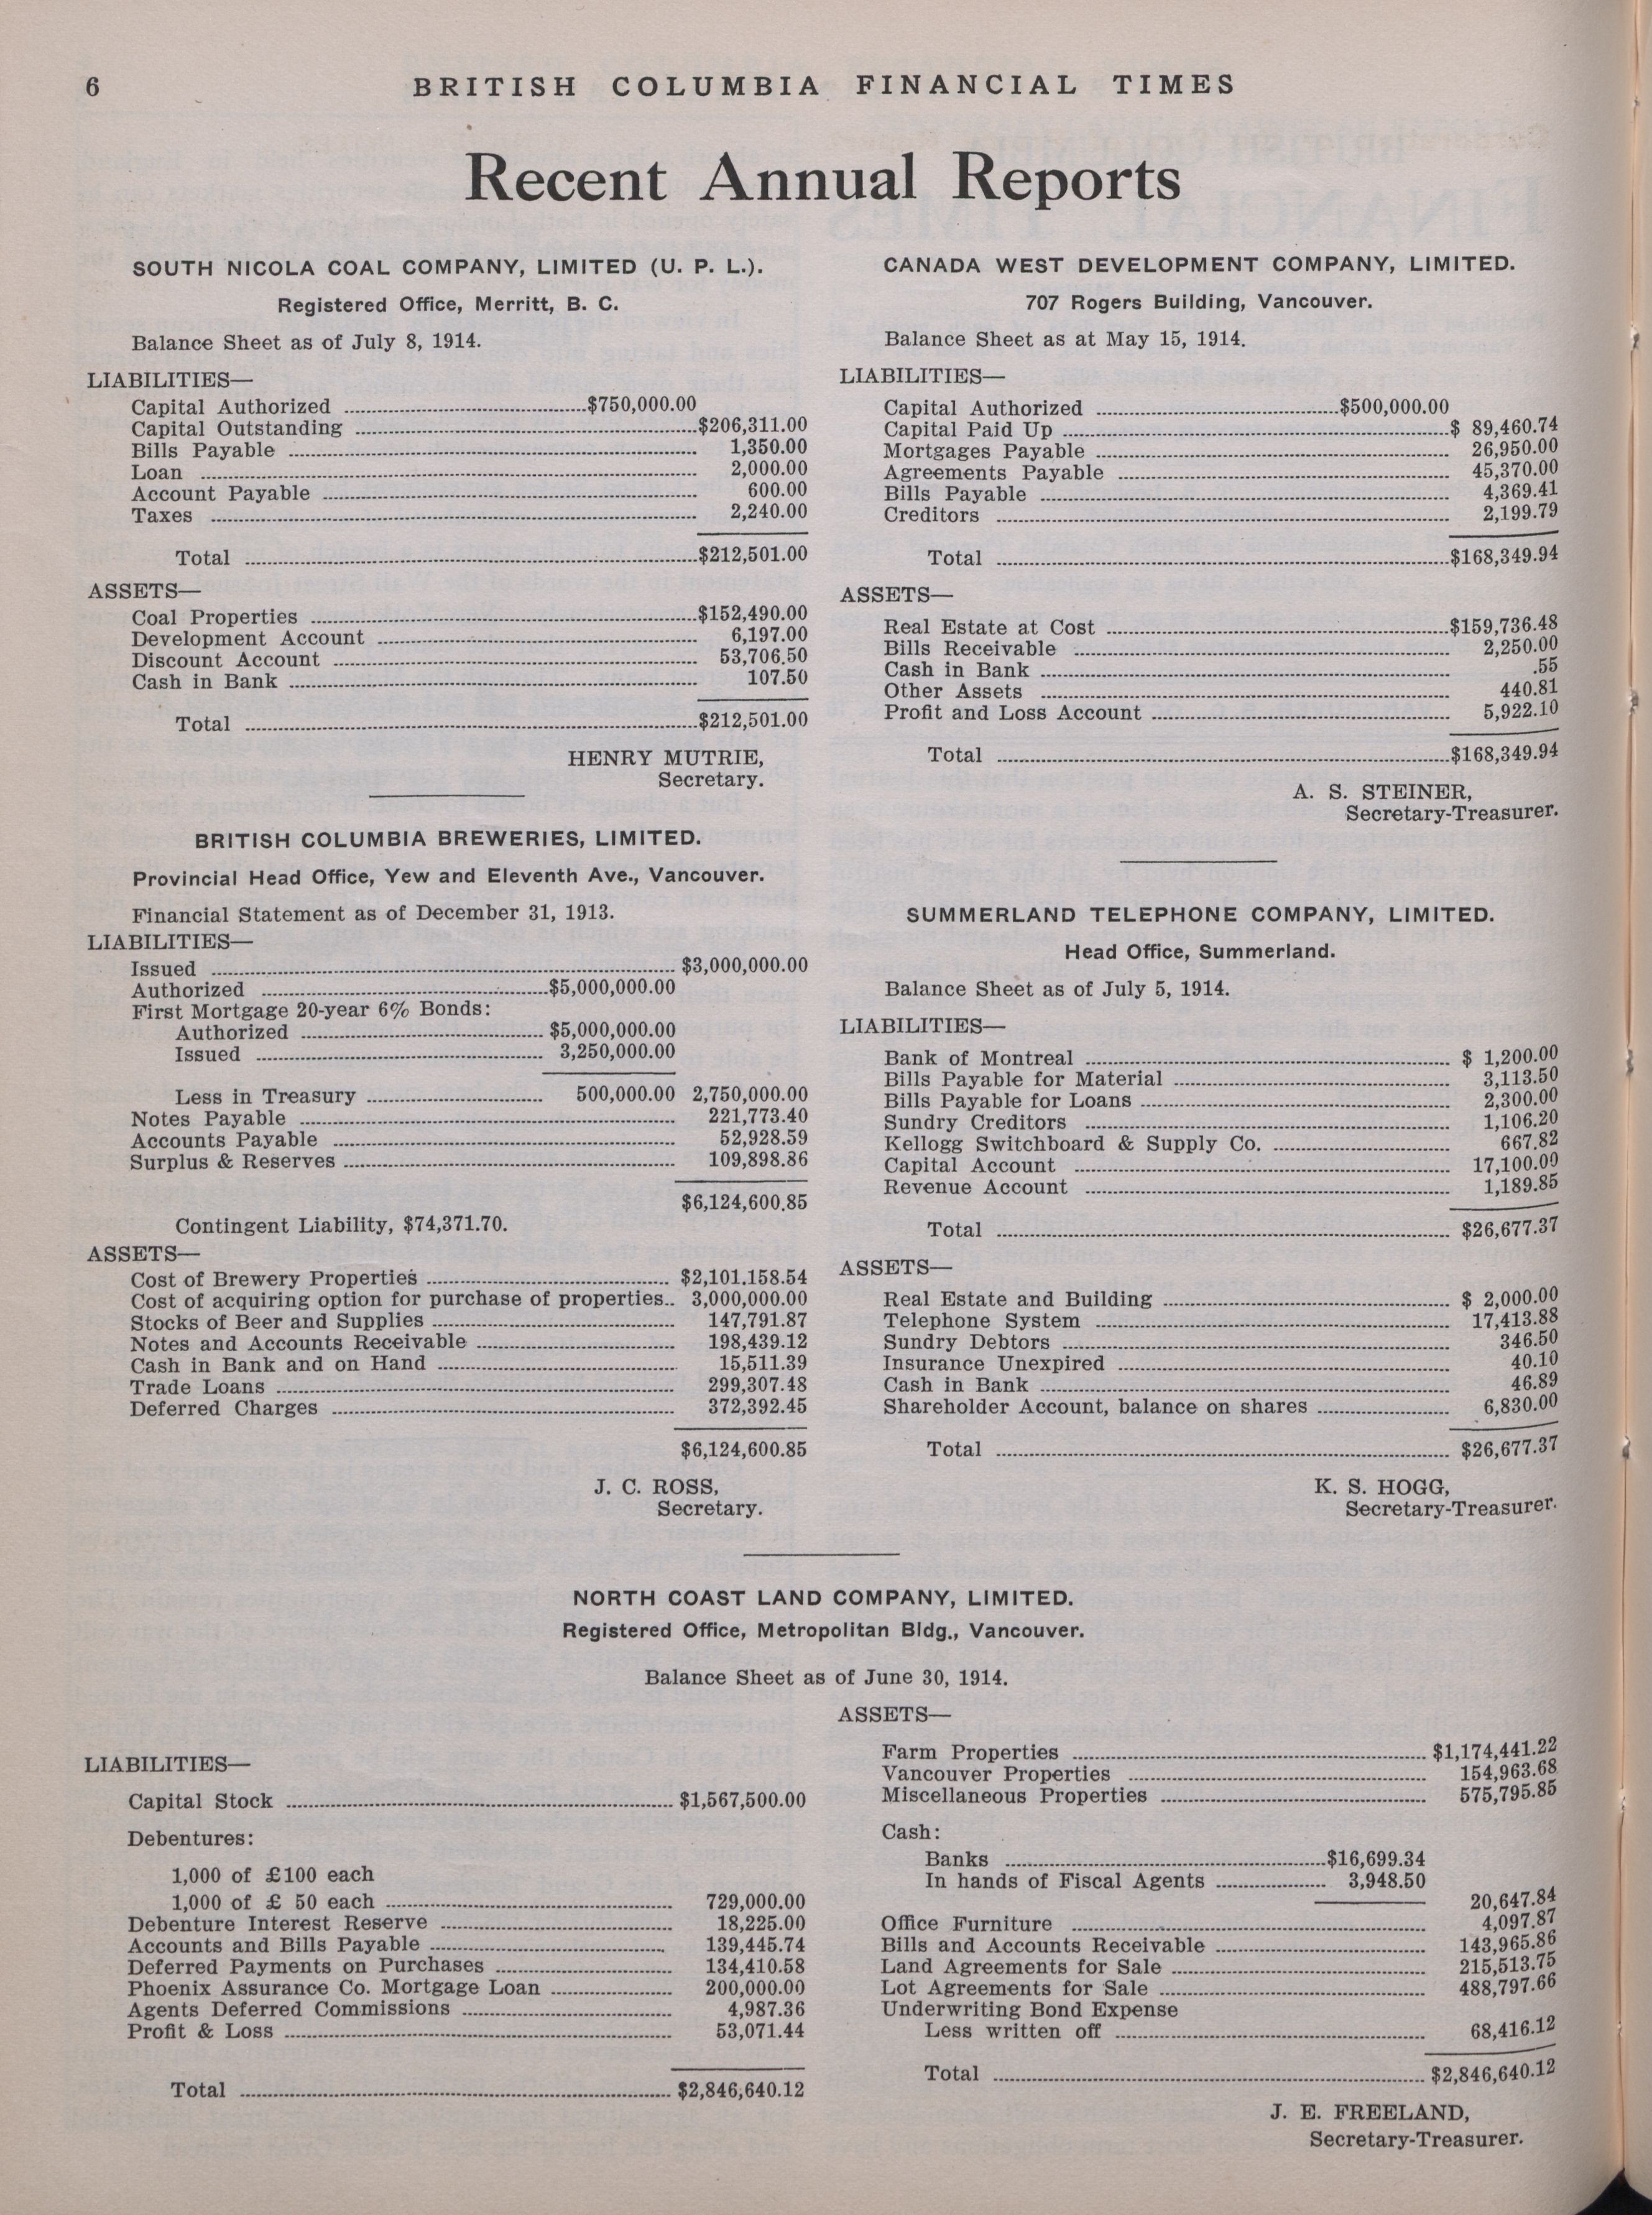 6
BRITISH COLUMBIA FINANCIAL TIMES
Recent Annual Reports
SOUTH NICOLA COAL COMPANY, LIMITED (U. P. L.).
Registered Office, Merritt, B. C.
Balance Sheet as of July 8, 1914.
LIABILITIES—
Capital Authorized $750,000.00
Capital Outstanding $206,311.00
Bills Payable 1,350.00
Loan 2,000.00
Account Payable 600.00
Taxes 2,240.00
Total $212,501.00
ASSETS—
Coal Properties $152,490.00
Development Account 6,197.00
Discount Account 53,706.50
Cash in Bank 107.50
Total $212,501.00
HENRY MUTRIE,
Secretary.
BRITISH COLUMBIA BREWERIES, LIMITED.
Provincial Head Office, Yew and Eleventh Ave., Vancouver.
Financial Statement as of December 31, 1913.
LIABILITIES—
Issued $3,000,000.00
Authorized $5,000,000.00
First Mortgage 20-year 6% Bonds:
Authorized $5,000,000.00
Issued 3,250,000.00
Less in Treasury 500,000.00 2,750,000.00
Notes Payable 221,773.40
Accounts Payable 52,928.59
Surplus & Reserves 109,898.86
$6,124,600.85
Contingent Liability, $74,371.70.
ASSETS—
Cost of Brewery Properties $2,101.158.54
Cost of acquiring option for purchase of properties.. 3,000,000.00
Stocks of Beer and Supplies 147,791.87
Notes and Accounts Receivable 198,439.12
Cash in Bank and on Hand 15,511.39
Trade Loans 299,307.48
Deferred Charges 372,392.45
$6,124,600.85
J. C. ROSS,
Secretary.
CANADA WEST DEVELOPMENT COMPANY, LIMITED.
707 Rogers Building, Vancouver.
Balance Sheet as at May 15, 1914.
LIABILITIES—
Capital Authorized $500,000.00
Capital Paid Up $ 89,460.74
Mortgages Payable 26,950.00
Agreements Payable 45,370.00
Bills Payable 4,369.41
Creditors 2,199.79
Total $168,349.94
ASSETS—
Real Estate at Cost $159,736.48
Bills Receivable 2,250.00
Cash in Bank .55
Other Assets 440.81
Profit and Loss Account 5,922.10
Total $168,349.94
A. S. STEINER,
Secretary-Treasurer.
SUMMERLAND TELEPHONE COMPANY, LIMITED.
Head Office, Summerland.
Balance Sheet as of July 5, 1914.
LIABILITIES—
Bank of Montreal $ 1,200.00
Bills Payable for Material 3,113.50
Bills Payable for Loans 2,300.00
Sundry Creditors 1,106.20
Kellogg Switchboard & Supply Co. 667.82
Capital Account 17,100.00
Revenue Account 1,189.85
Total $26,677.37
ASSETS—
Real Estate and Building $ 2,000.00
Telephone System 17,413.88
Sundry Debtors 346.50
Insurance Unexpired 40.10
Cash in Bank 46.89
Shareholder Account, balance on shares 6,830.00
Total $26,677.37
K. S. HOGG,
Secretary-Treasurer.
NORTH COAST LAND COMPANY, LIMITED.
Registered Office, Metropolitan Bldg., Vancouver.
Balance Sheet as of June 30, 1914.
LIABILITIES—
Capital Stock $1,567,500.00
Debentures:
1,000 of £100 each
1,000 of £ 50 each 729,000.00
Debenture Interest Reserve 18,225.00
Accounts and Bills Payable 139,445.74
Deferred Payments on Purchases 134,410.58
Phoenix Assurance Co. Mortgage Loan 200,000.00
Agents Deferred Commissions 4,987.36
Profit & Loss 53,071.44
Total $2,846,640.12
ASSETS—
Farm Properties $1,174,441.22
Vancouver Properties 154,963.68
Miscellaneous Properties 575,795.85
Cash:
Banks $16,699.34
In hands of Fiscal Agents 3,948.50
20,647.84
Office Furniture 4,097.87
Bills and Accounts Receivable 143,965.86
Land Agreements for Sale 215,513.75
Lot Agreements for Sale 488,797.66
Underwriting Bond Expense
Less written off 68,416.12
Total $2,846,640.12
J. E. FREELAND,
Secretary-Treasurer.